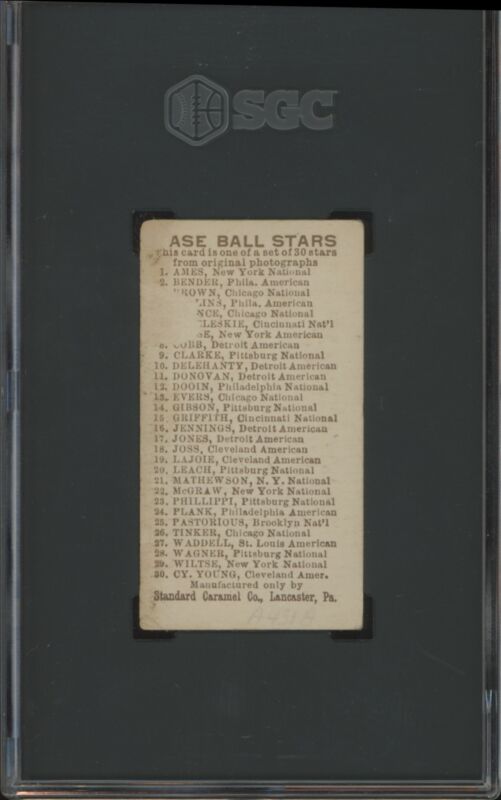 SGC
ASE BALL STARS
This card is one of a set of 30 stars
from original photographs
1. AMES, New York National
2. BENDER, Phila. American
ROWN, Chicago National
LINS, Phila. American
NCE, Chicago National
LESKIE, Cincinnati Nat'l
SE, New York American
8. COBB, Detroit American
9. CLARKE, Pittsburg National
10. DELEHANTY, Detroit American
11. DONOVAN, Detroit American
12. DOOIN, Philadelphia National
13. EVERS, Chicago National
14. GIBSON, Pittsburg National
15. GRIFFITH, Cincinnati National
16. JENNINGS, Detroit American
17. JONES, Detroit American
18. JOSS, Cleveland American
19. LAJOIE, Cleveland American
20. LEACH, Pittsburg National
21. MATHEWSON, N. Y. National
22. McGRAW, New York National
23. PHILLIPPI, Pittsburg National
24. PLANK, Philadelphia American
25. PASTORIOUS, Brooklyn Nat'l
26. TINKER, Chicago National
27. WADDELL, St. Louis American
28. WAGNER, Pittsburg National
29. WILTSE, New York National
30. CY. YOUNG, Cleveland Amer.
Manufactured only by
Standard Caramel Co., Lancaster, Pa.